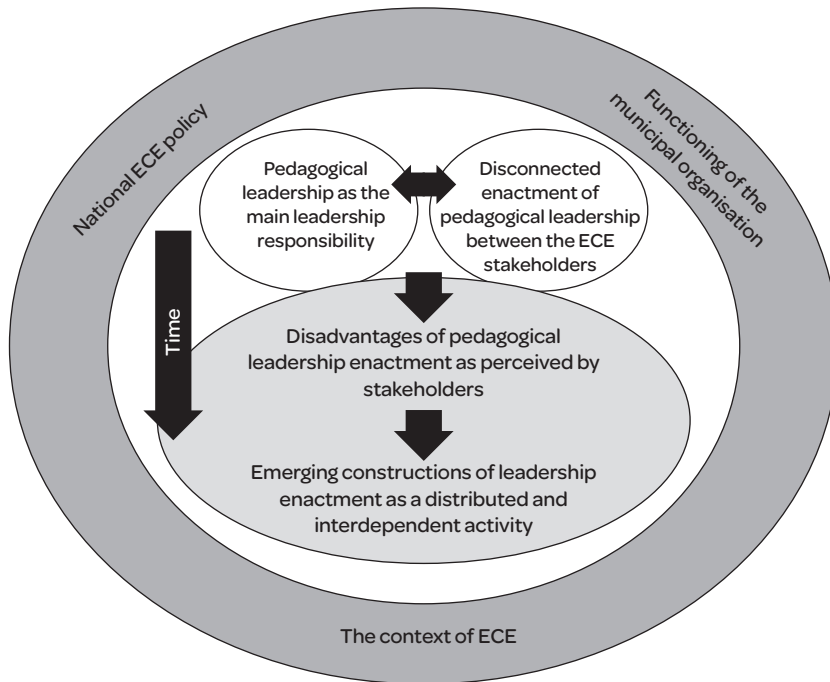 National ECE policy
Functioning of the
municipal organisation
Pedagogical
leadership as the
main leadership
responsibility
Disconnected
enactment of
pedagogical leadership
between the ECE
stakeholders
Time
Disadvantages of pedagogical
leadership enactment as perceived by
stakeholders
Emerging constructions of leadership
enactment as a distributed and
interdependent activity
The context of ECE